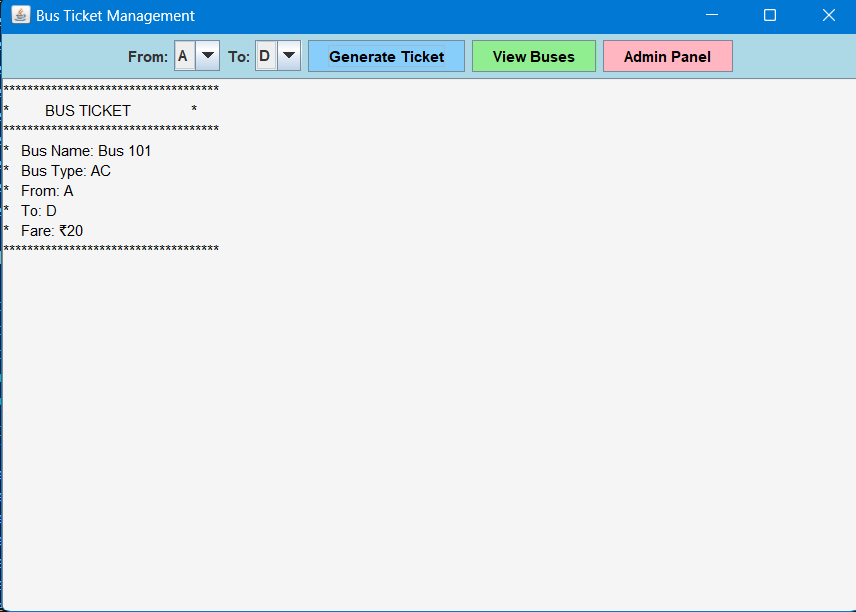 Bus Ticket Management
From: A To: D Generate Ticket View Buses Admin Panel
************************************
* BUS TICKET *
************************************
* Bus Name: Bus 101
* Bus Type: AC
* From: A
* To: D
* Fare: ₹20
************************************